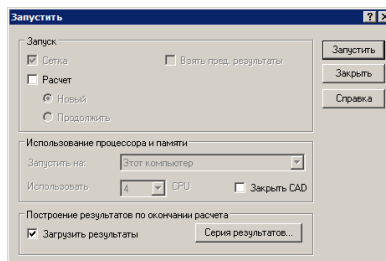 Запустить
Запуск
Сетка
Взять пред. результаты
Расчет
Новый
Продолжить
Запустить
Закрыть
Справка
Использование процессора и памяти
Запустить на:
Этот компьютер
Использовать
4
CPU
Закрыть CAD
Построение результатов по окончании расчета
Загрузить результаты
Серия результатов...